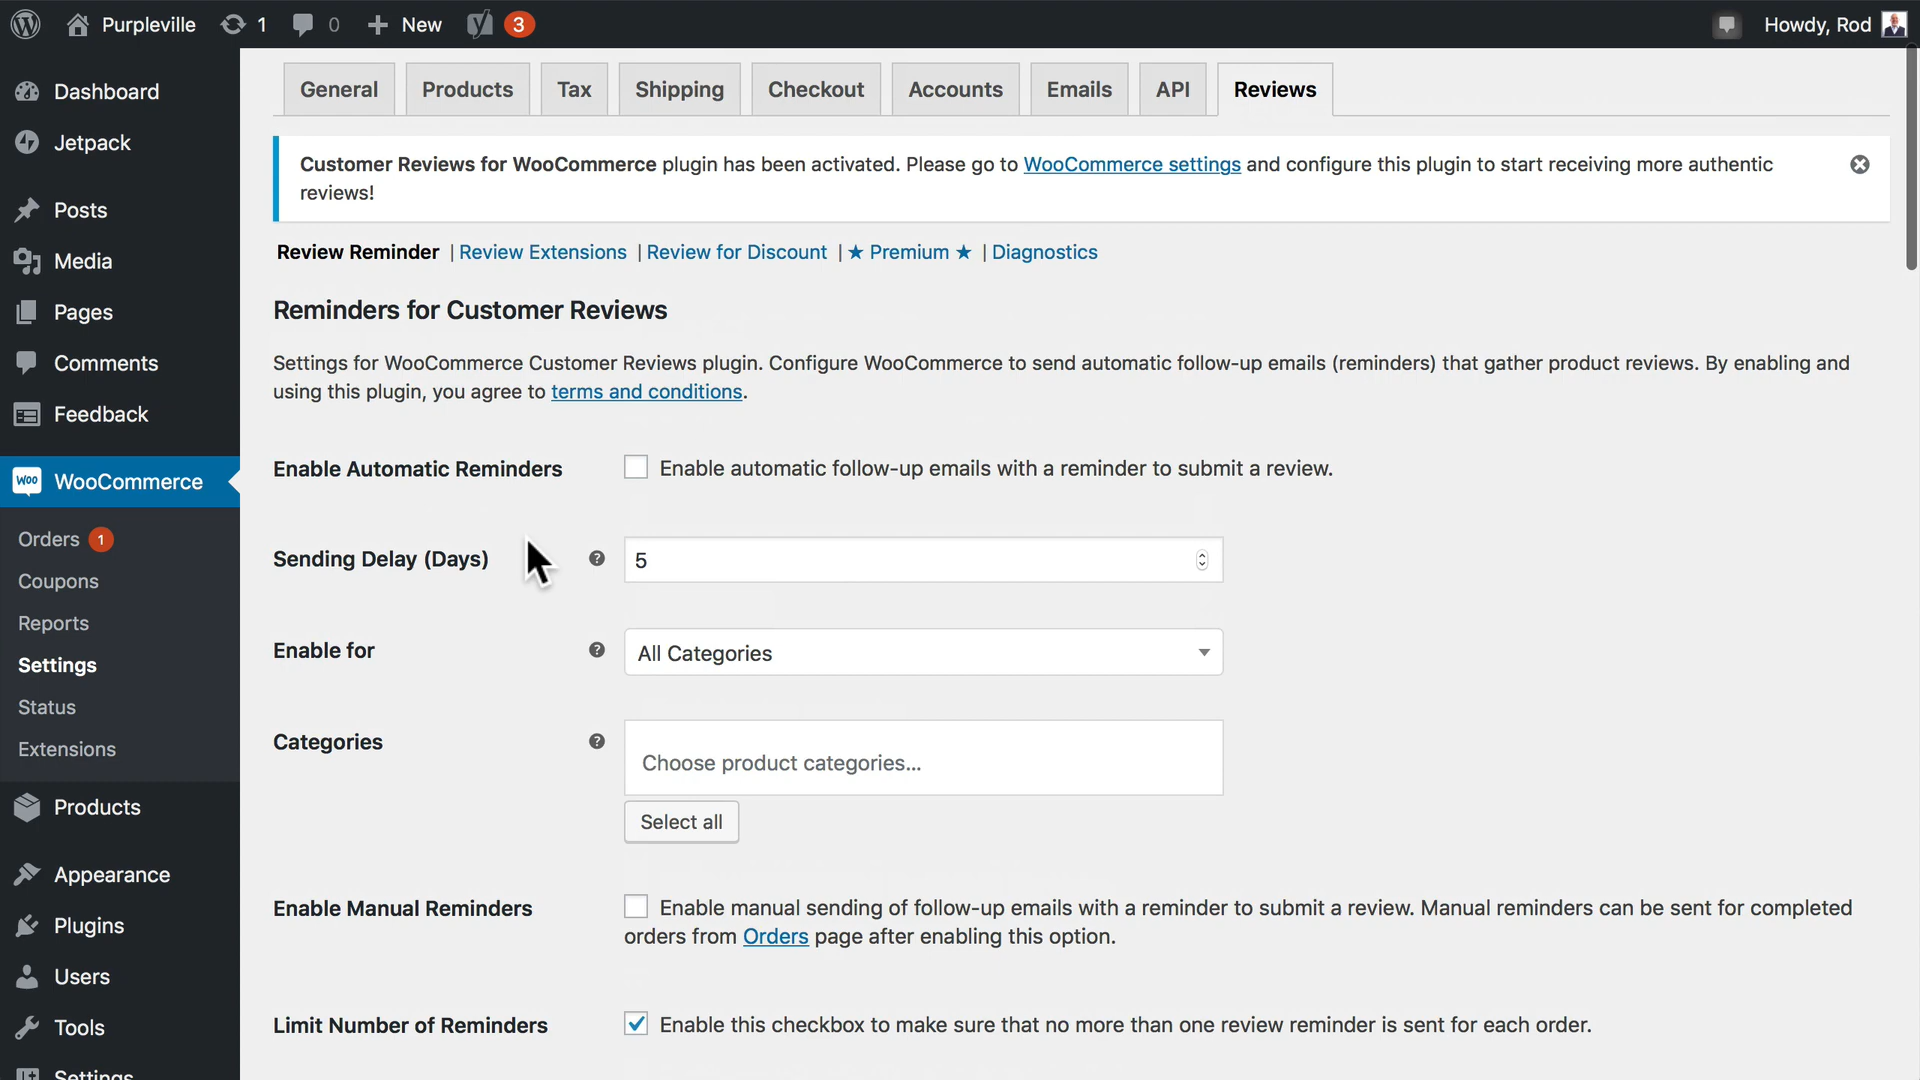 Purpleville 1 0 New 3 Howdy, Rod
Dashboard
Jetpack
Posts
Media
Pages
Comments
Feedback
WooCommerce
Orders 1
Coupons
Reports
Settings
Status
Extensions
Products
Appearance
Plugins
Users
Tools
Settings
General Products Tax Shipping Checkout Accounts Emails API Reviews
Customer Reviews for WooCommerce plugin has been activated. Please go to WooCommerce settings and configure this plugin to start receiving more authentic
reviews!
Review Reminder | Review Extensions | Review for Discount | ★ Premium ★ | Diagnostics
Reminders for Customer Reviews
Settings for WooCommerce Customer Reviews plugin. Configure WooCommerce to send automatic follow-up emails (reminders) that gather product reviews. By enabling and
using this plugin, you agree to terms and conditions.
Enable Automatic Reminders Enable automatic follow-up emails with a reminder to submit a review.
Sending Delay (Days) ? 5
Enable for ? All Categories
Categories ? Choose product categories...
Select all
Enable Manual Reminders Enable manual sending of follow-up emails with a reminder to submit a review. Manual reminders can be sent for completed
orders from Orders page after enabling this option.
Limit Number of Reminders Enable this checkbox to make sure that no more than one review reminder is sent for each order.